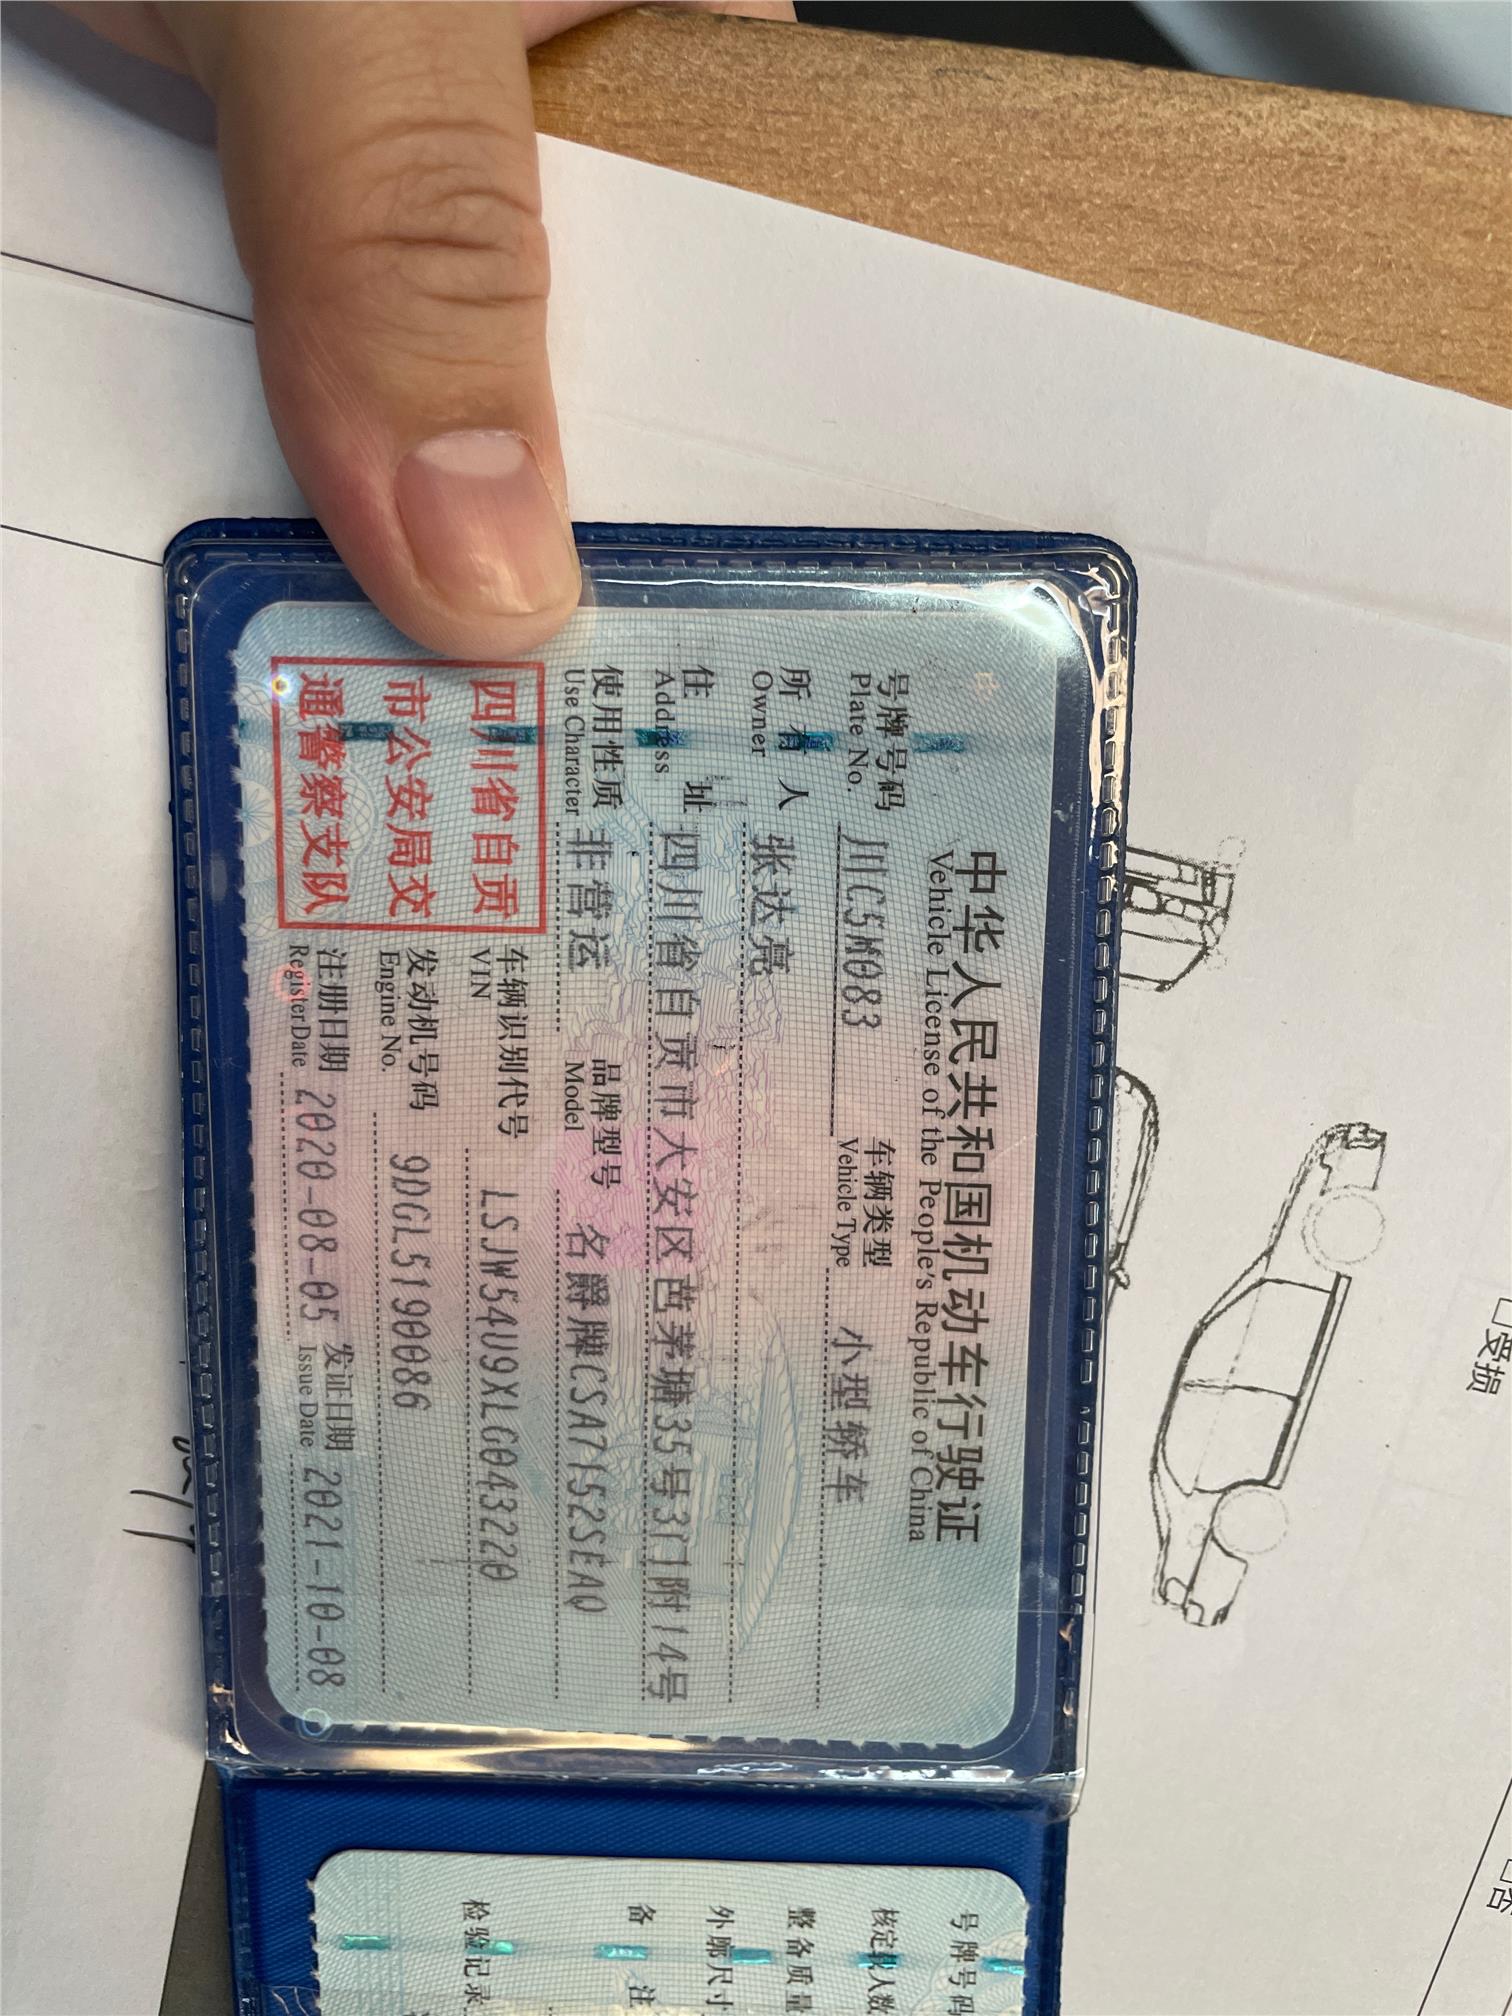 中华人民共和国机动车行驶证
Vehicle License of the People's Republic of China
号牌号码 川C5M083 车辆类型 小型轿车
Plate No. Vehicle Type
所有人 张达亮
Owner
住址 四川省自贡市大安区芭茅塘35号3门附14号
Address
使用性质 非营运 品牌型号 名爵牌CSA7152SEAQ
Use Character Model
四川省自贡
市公安局交
通警察支队
车辆识别代号 LSJW54U9XLG043220
VIN
发动机号码 9DGL5190086
Engine No.
注册日期 2020-08-05 发证日期 2021-10-08
Register Date Issue Date
号牌号码
核定载人数
整备质量
外廓尺寸
备注
检验记录
受损